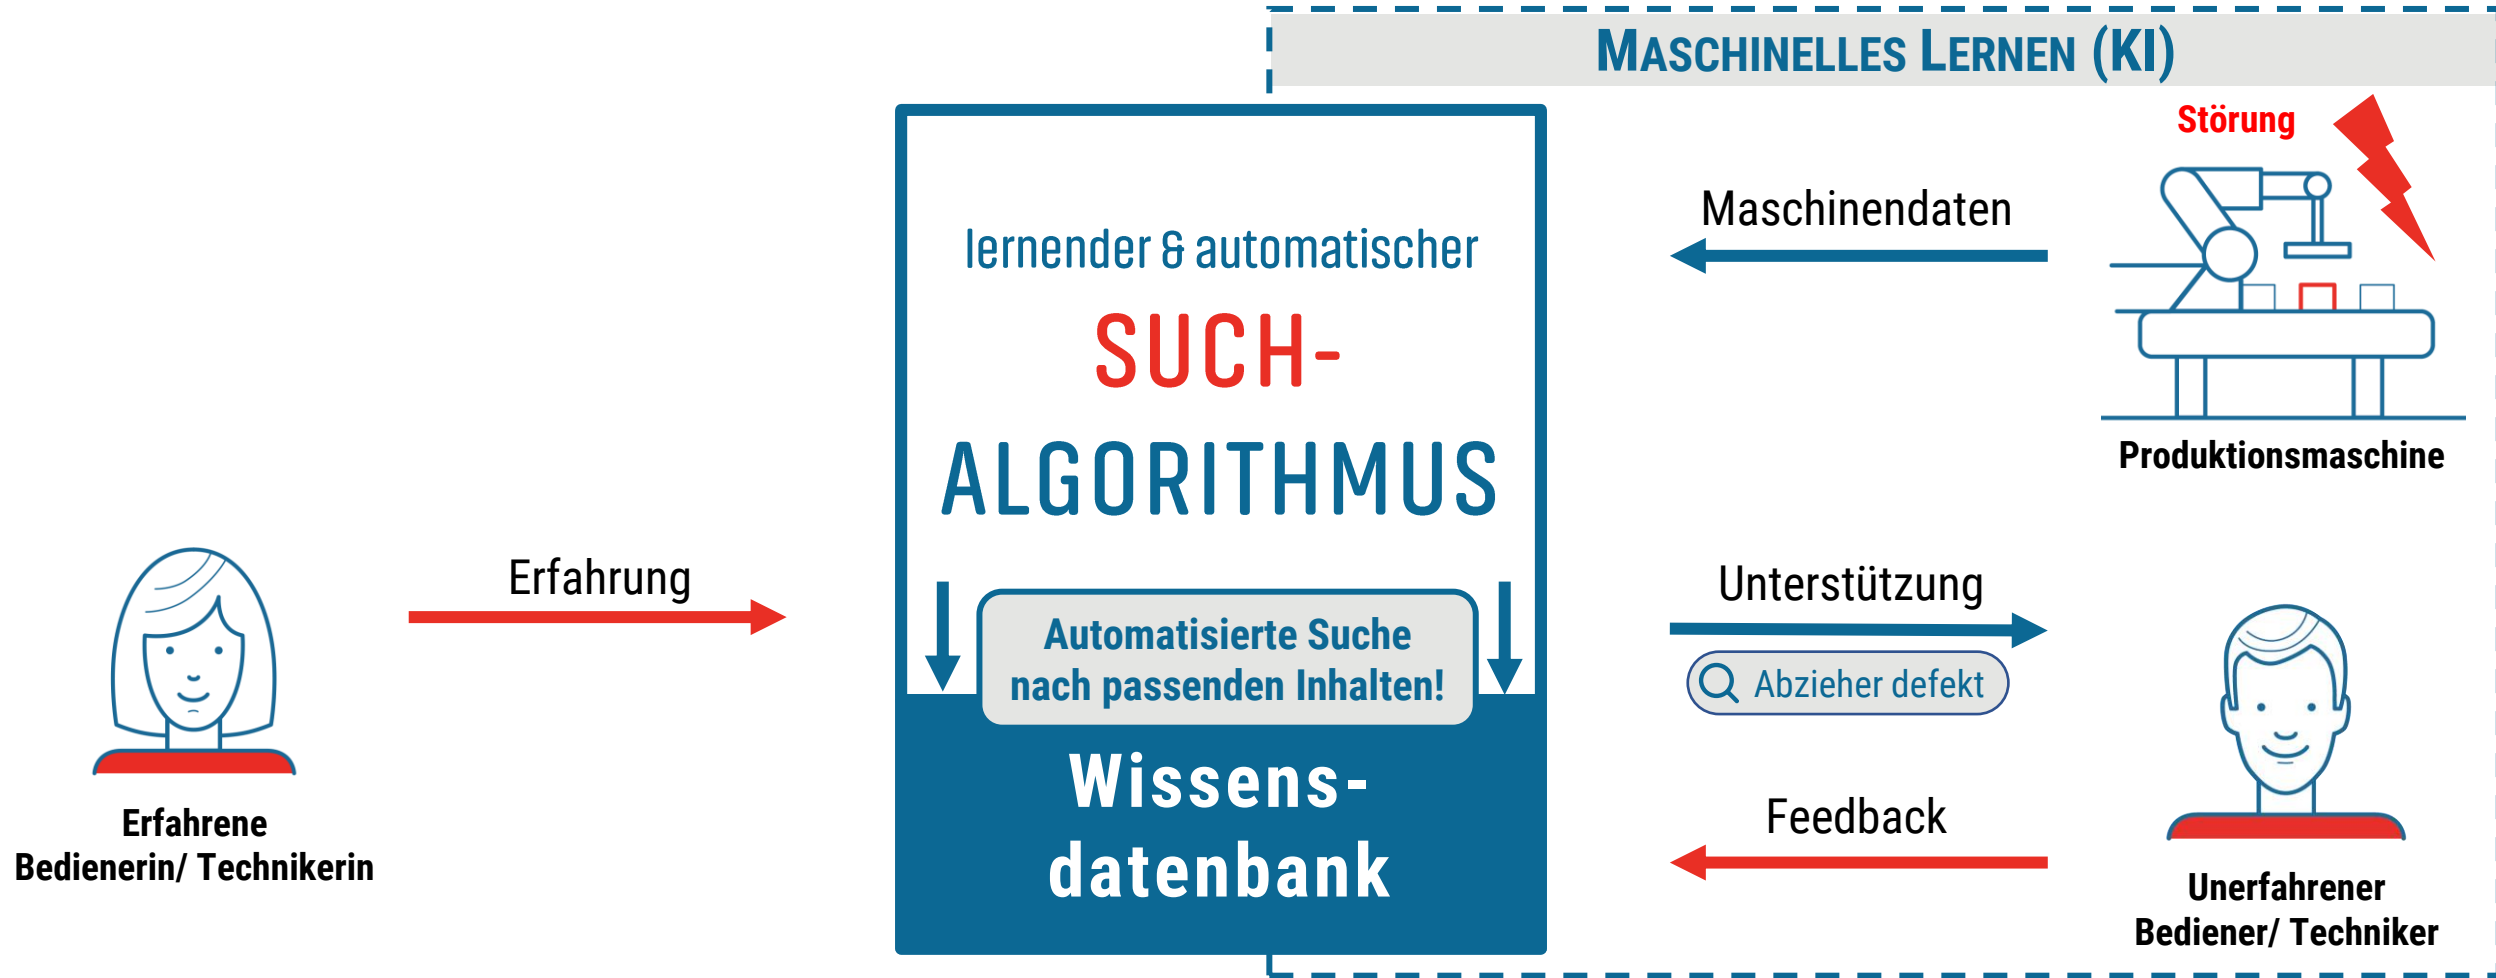 MASCHINELLES LERNEN (KI)
Störung
Maschinendaten
Produktionsmaschine
lernender & automatischer
SUCH-
ALGORITHMUS
Automatisierte Suche
nach passenden Inhalten!
Wissens-
datenbank
Erfahrung
Erfahrene
Bedienerin/ Technikerin
Unterstützung
Abzieher defekt
Feedback
Unerfahrener
Bediener/ Techniker